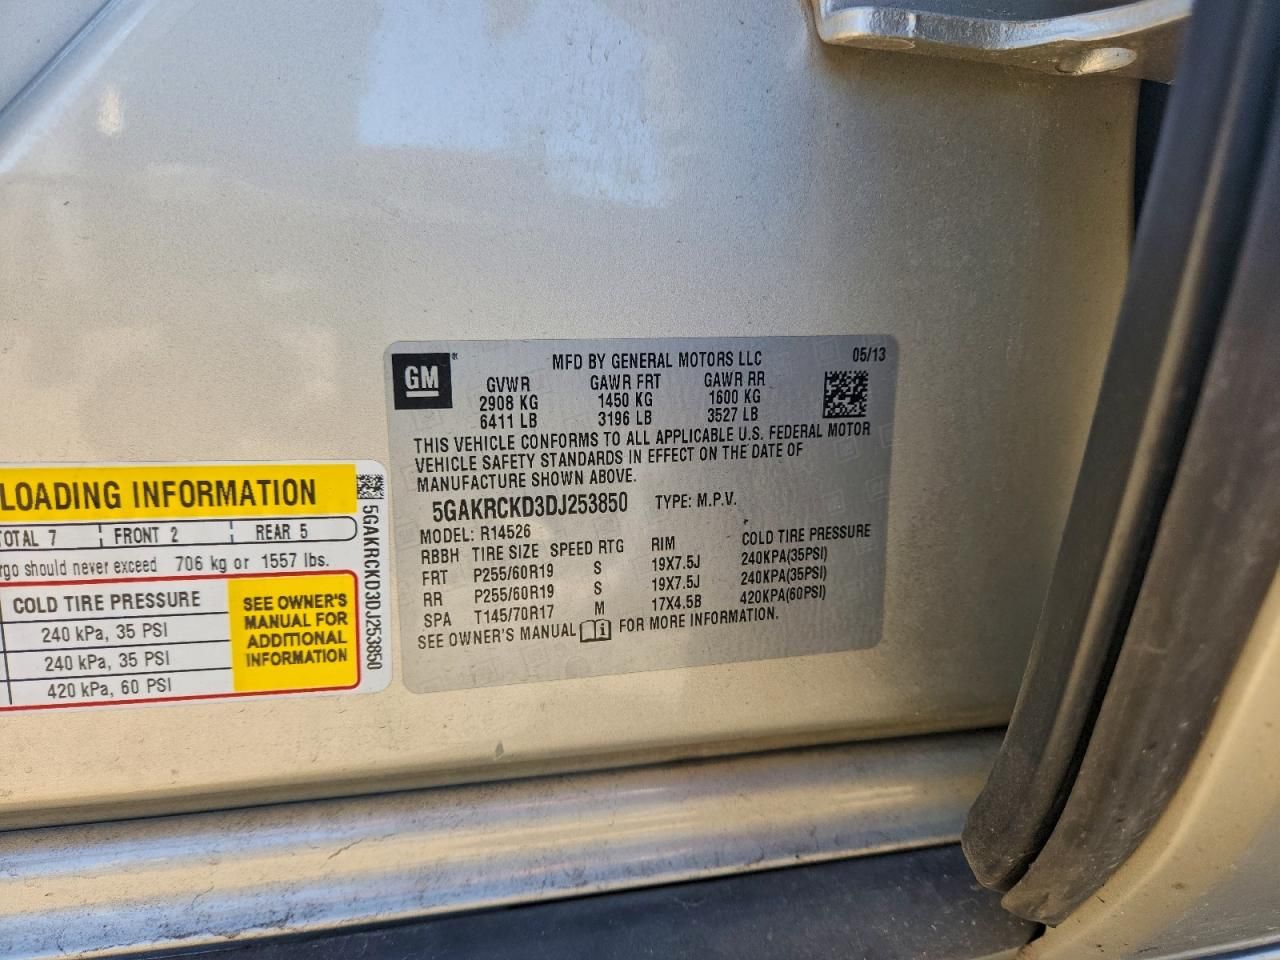 GM
MFD BY GENERAL MOTORS LLC
05/13
GVWR GAWR FRT GAWR RR
2908 KG 1450 KG 1600 KG
6411 LB 3196 LB 3527 LB
THIS VEHICLE CONFORMS TO ALL APPLICABLE U.S. FEDERAL MOTOR
VEHICLE SAFETY STANDARDS IN EFFECT ON THE DATE OF
MANUFACTURE SHOWN ABOVE.
5GAKRCKD3DJ253850 TYPE: M.P.V.
MODEL: R14526
RBBH TIRE SIZE SPEED RTG RIM COLD TIRE PRESSURE
FRT P255/60R19 S 19X7.5J 240KPA(35PSI)
RR P255/60R19 S 19X7.5J 240KPA(35PSI)
SPA T145/70R17 M 17X4.5B 420KPA(60PSI)
SEE OWNER'S MANUAL FOR MORE INFORMATION.
LOADING INFORMATION
OTAL 7 FRONT 2 REAR 5
rgo should never exceed 706 kg or 1557 lbs.
COLD TIRE PRESSURE
240 kPa, 35 PSI
240 kPa, 35 PSI
420 kPa, 60 PSI
SEE OWNER'S
MANUAL FOR
ADDITIONAL
INFORMATION
5GAKRCKD3DJ253850